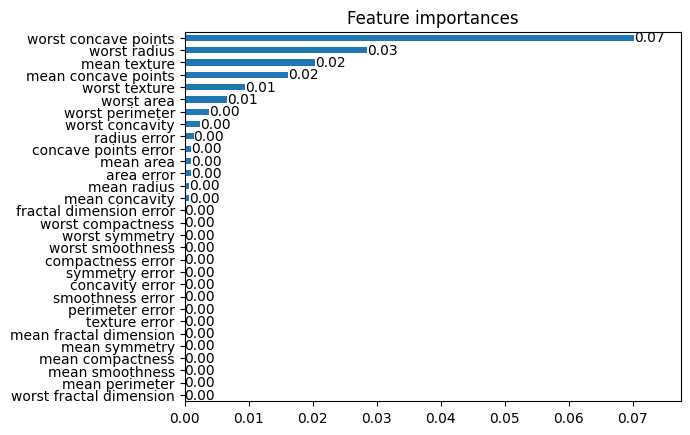 Feature importances
worst concave points 0.07
worst radius 0.03
mean texture 0.02
mean concave points 0.02
worst texture 0.01
worst area 0.01
worst perimeter 0.00
worst concavity 0.00
radius error 0.00
concave points error 0.00
mean area 0.00
area error 0.00
mean radius 0.00
mean concavity 0.00
fractal dimension error 0.00
worst compactness 0.00
worst symmetry 0.00
worst smoothness 0.00
compactness error 0.00
symmetry error 0.00
concavity error 0.00
smoothness error 0.00
perimeter error 0.00
texture error 0.00
mean fractal dimension 0.00
mean symmetry 0.00
mean compactness 0.00
mean smoothness 0.00
mean perimeter 0.00
worst fractal dimension 0.00
0.00 0.01 0.02 0.03 0.04 0.05 0.06 0.07